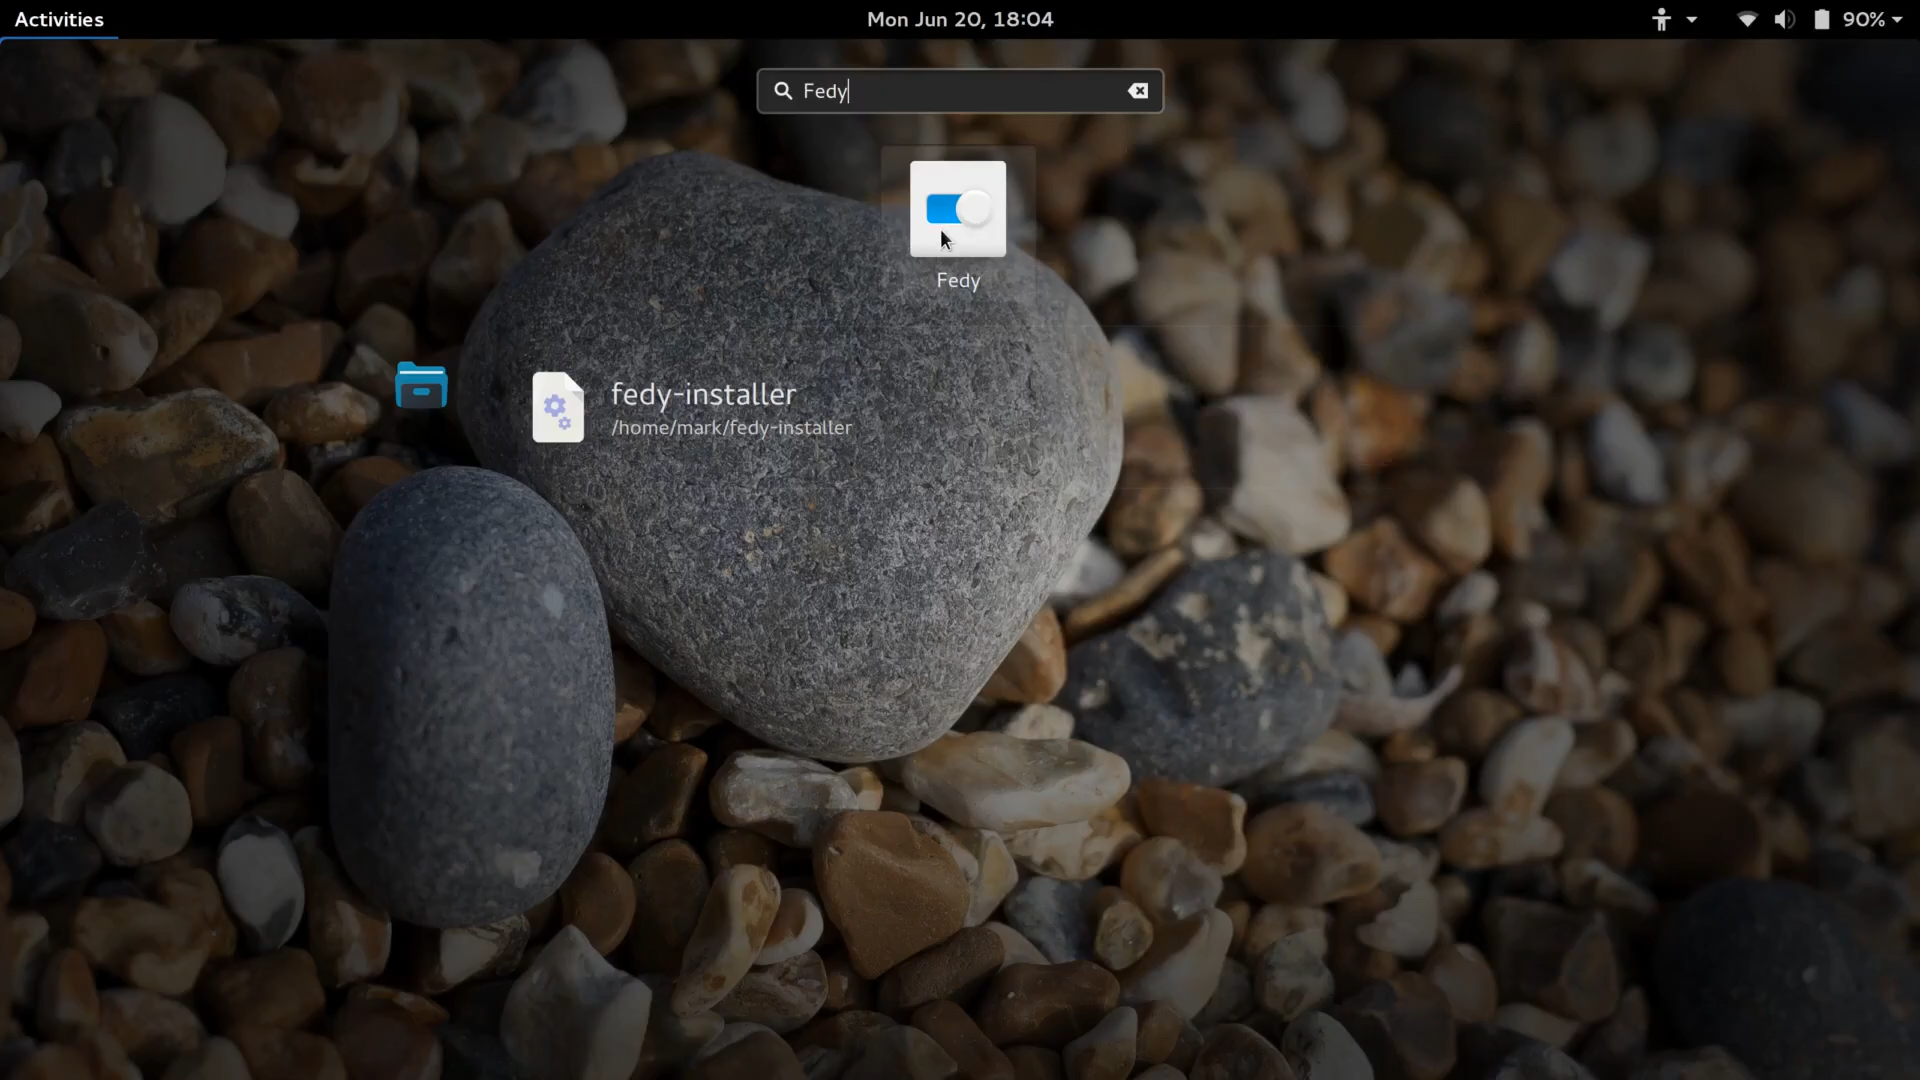 Activities
Mon Jun 20, 18:04
90%
Fedy
Fedy
fedy-installer
/home/mark/fedy-installer